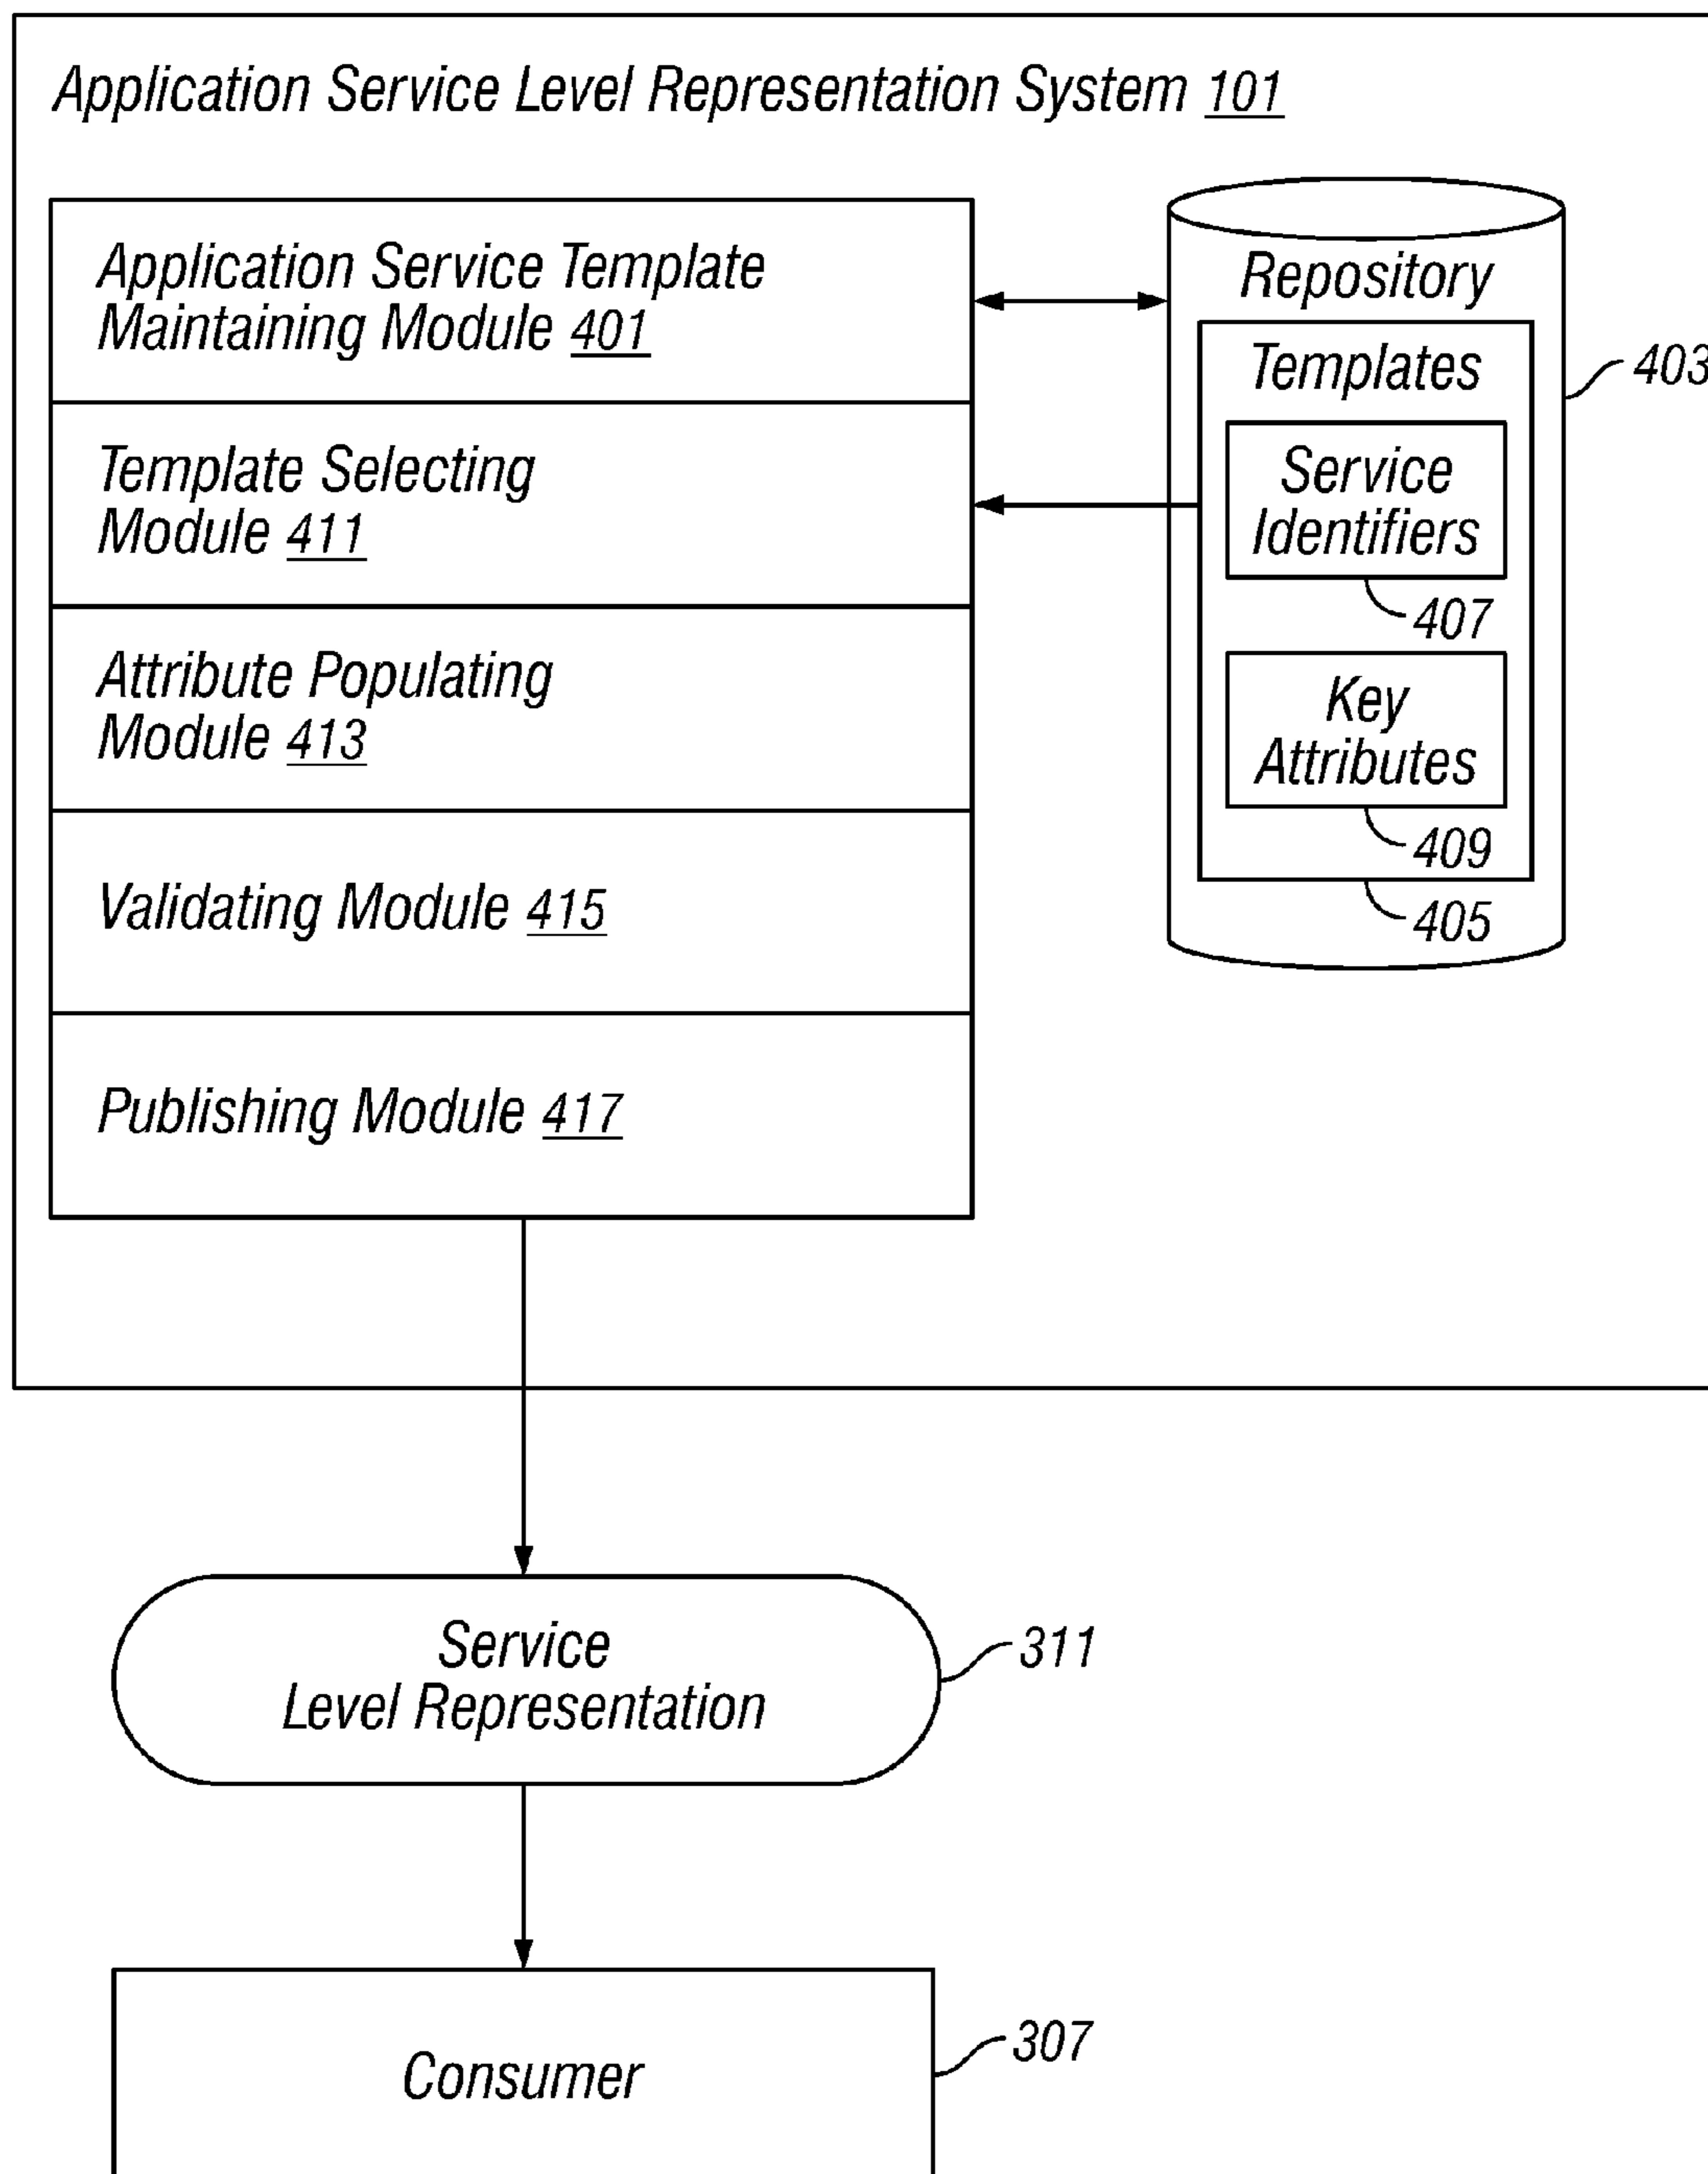 Application Service Level Representation System 101
Application Service Template
Maintaining Module 401
Template Selecting
Module 411
Attribute Populating
Module 413
Validating Module 415
Publishing Module 417
Repository
Templates
403
Service
Identifiers
407
Key
Attributes
409
405
Service
Level Representation
311
Consumer
307